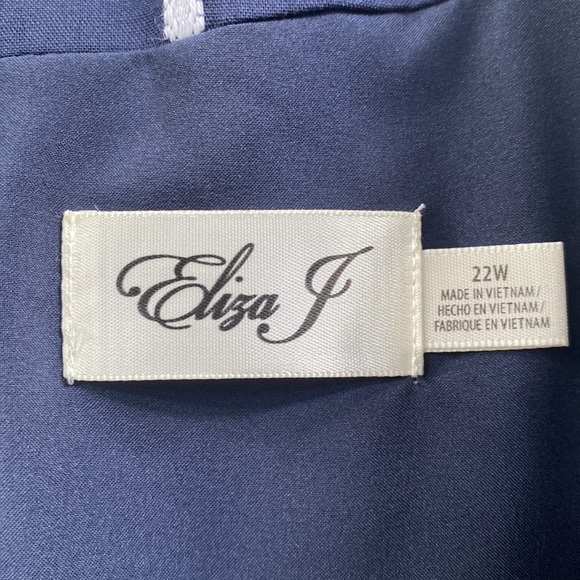 Eliza J
22W
MADE IN VIETNAM/
HECHO EN VIETNAM/
FABRIQUE EN VIETNAM